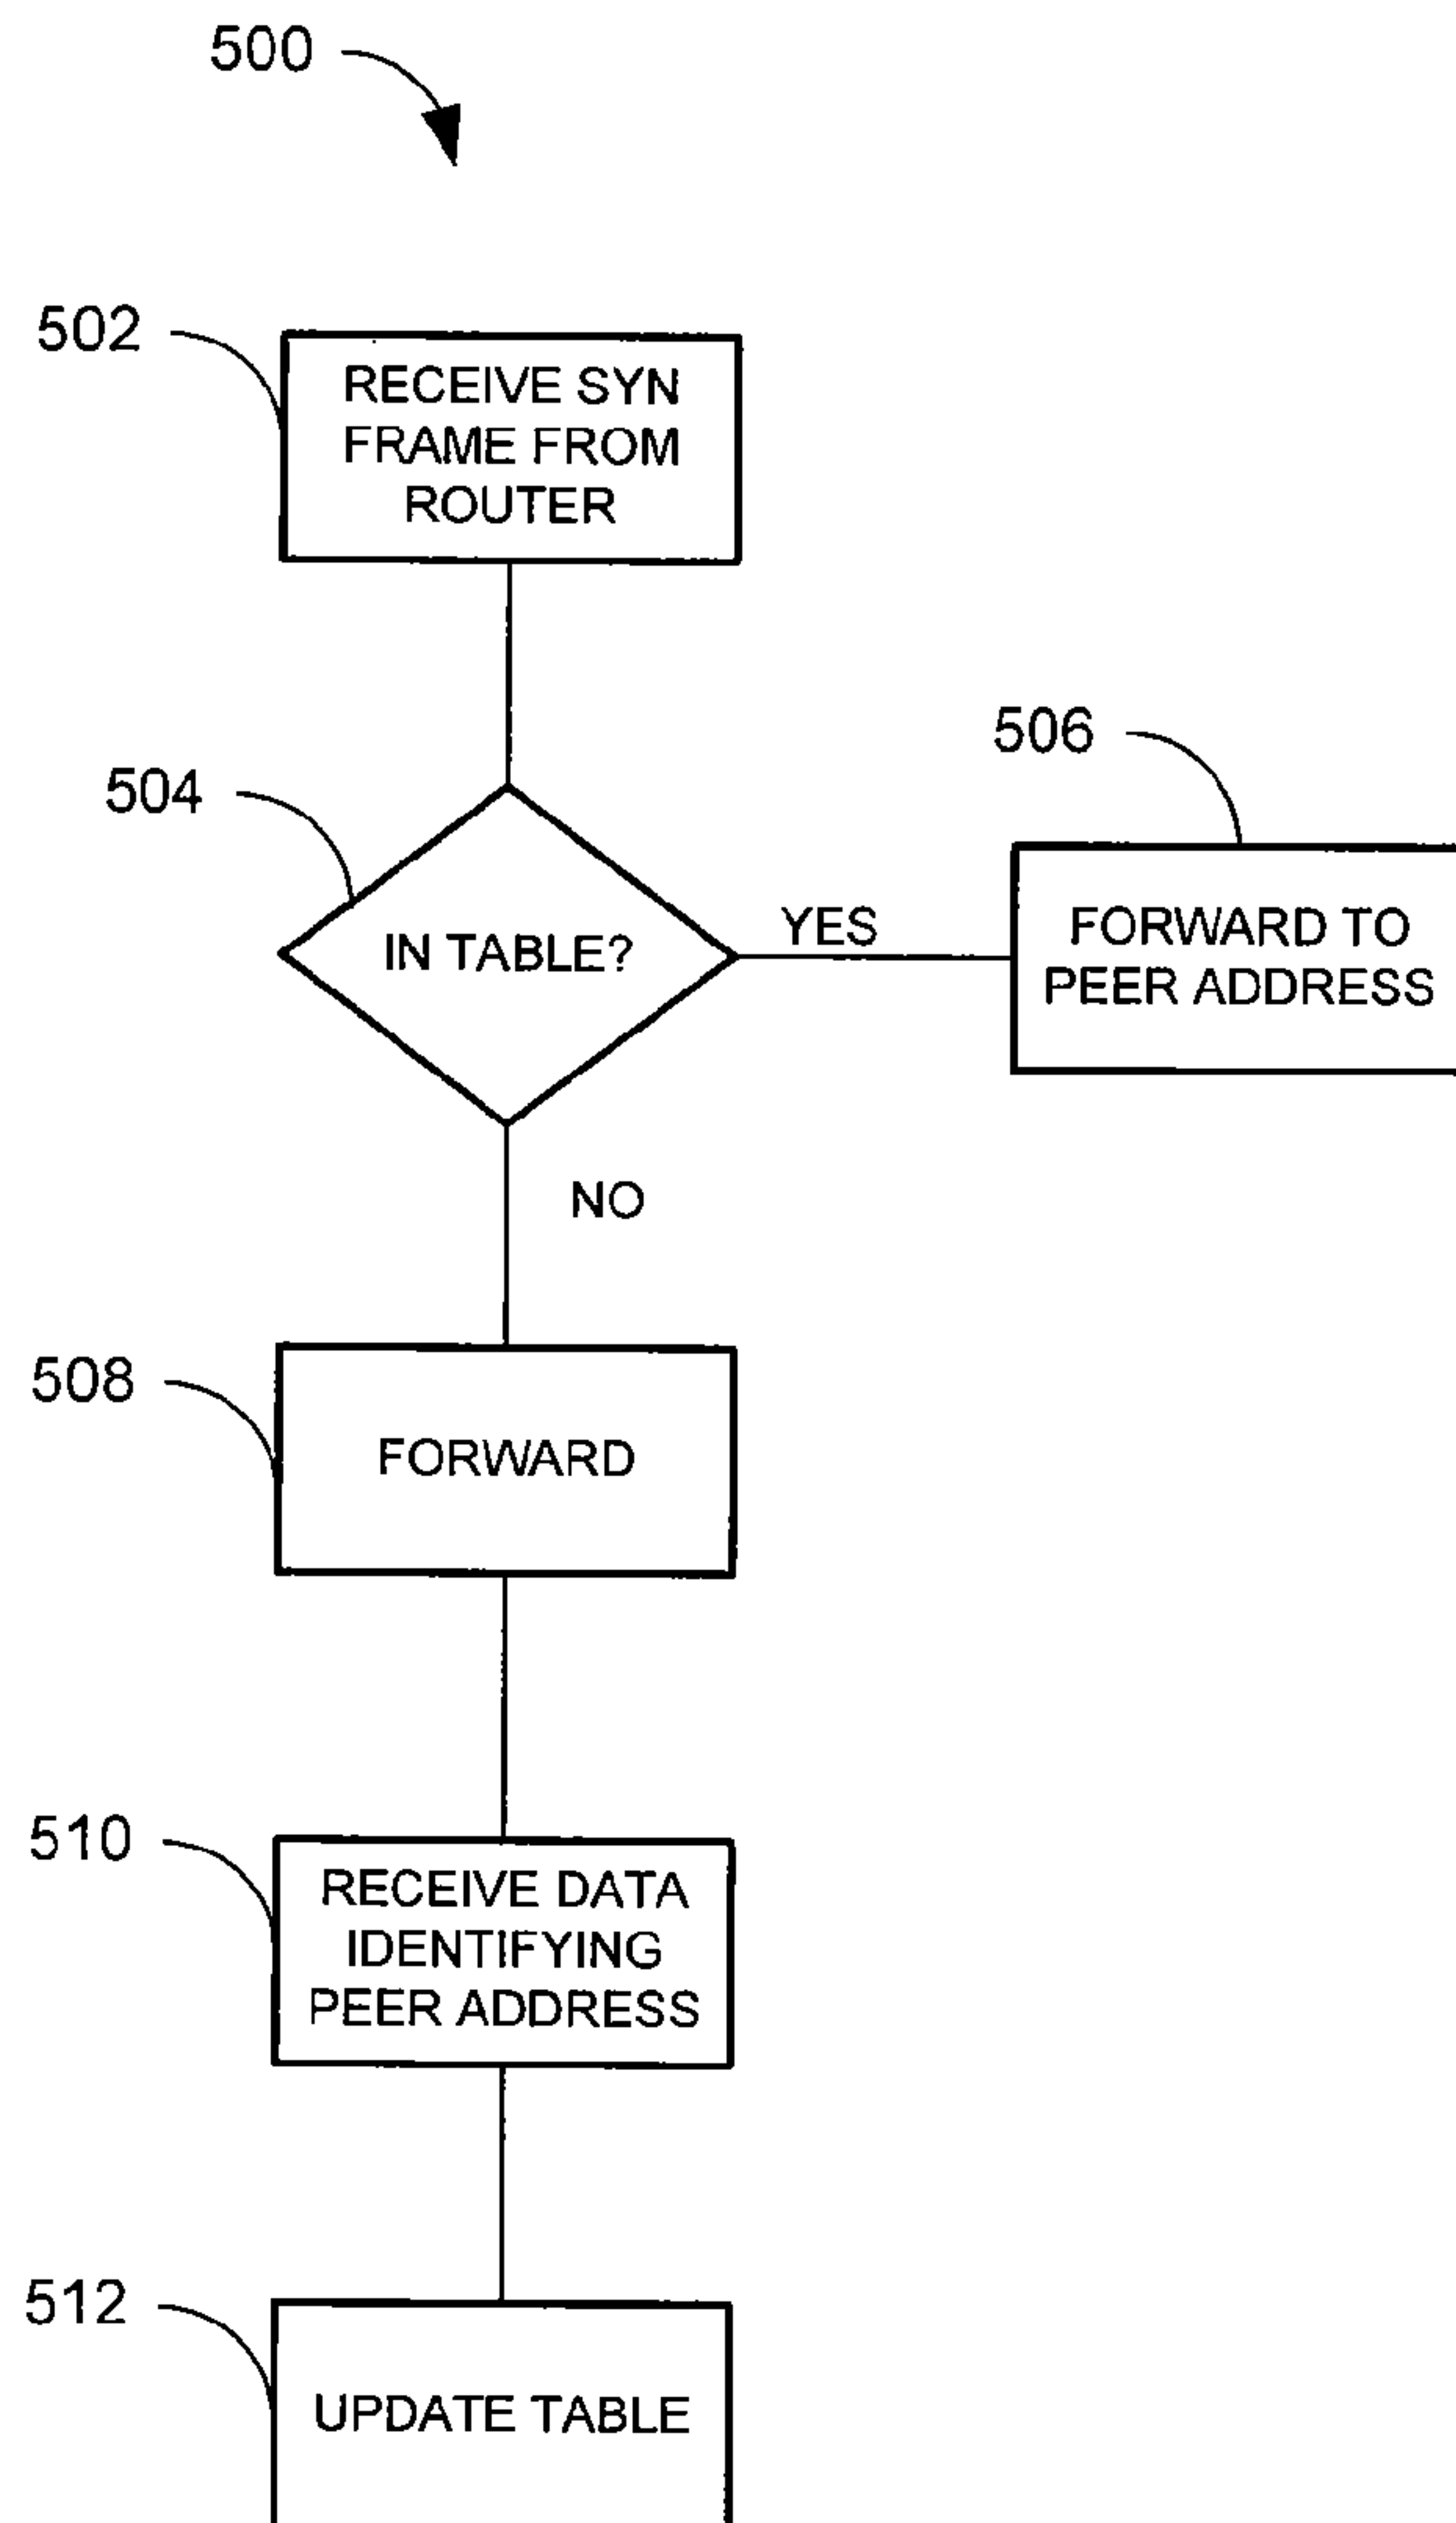 500
502
RECEIVE SYN
FRAME FROM
ROUTER
504
IN TABLE?
YES
506
FORWARD TO
PEER ADDRESS
NO
508
FORWARD
510
RECEIVE DATA
IDENTIFYING
PEER ADDRESS
512
UPDATE TABLE